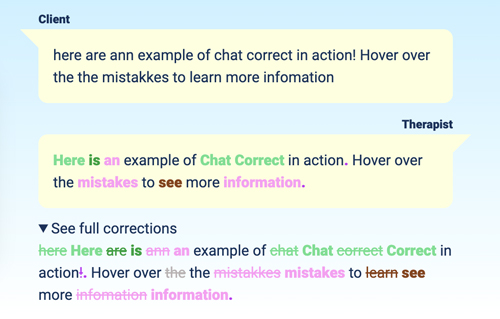 Client
here are ann example of chat correct in action! Hover over
the the mistakkes to learn more infomation
Therapist
Here is an example of Chat Correct in action. Hover over
the mistakes to see more information.
▼ See full corrections
here Here are is ann an example of chat Chat correct Correct in
action!. Hover over the the mistakkes mistakes to learn see
more infomation information.